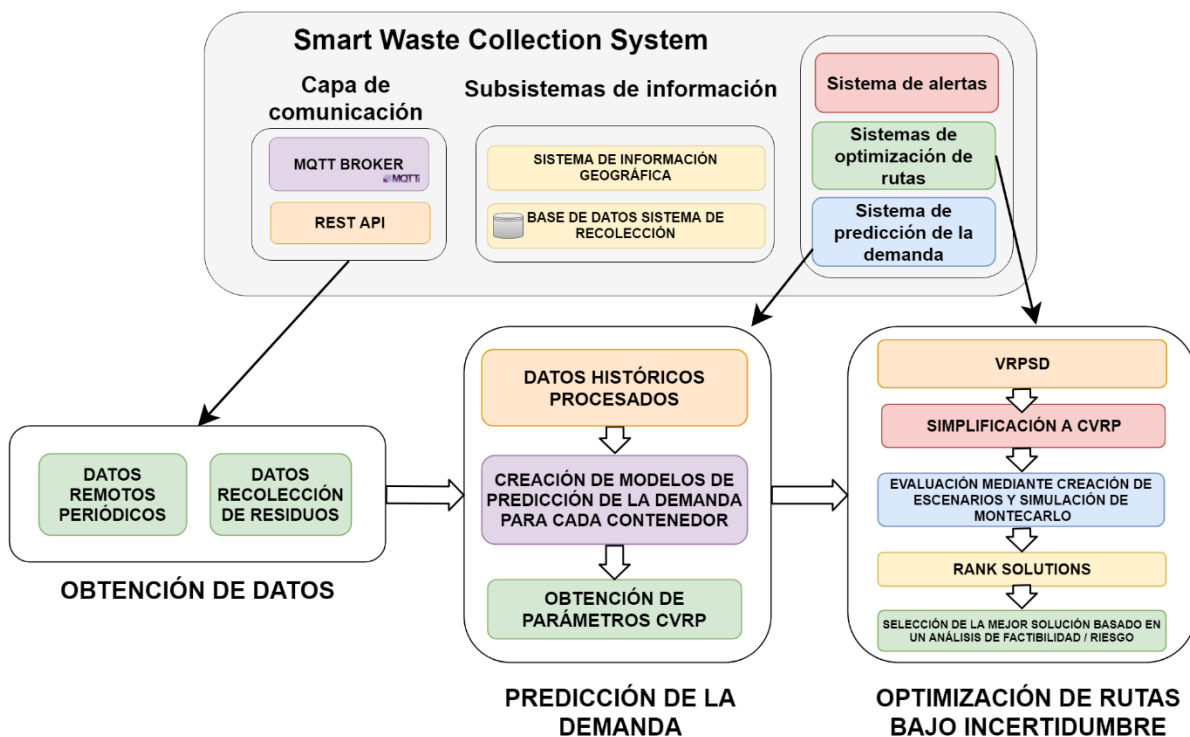 Smart Waste Collection System
Capa de
comunicación
MQTT BROKER
MQTT
REST API
Subsistemas de información
SISTEMA DE INFORMACIÓN
GEOGRÁFICA
BASE DE DATOS SISTEMA DE
RECOLECCIÓN
Sistema de alertas
Sistemas de
optimización de
rutas
Sistema de
predicción de la
demanda
DATOS
REMOTOS
PERIÓDICOS
DATOS
RECOLECCIÓN
DE RESIDUOS
OBTENCIÓN DE DATOS
DATOS HISTÓRICOS
PROCESADOS
CREACIÓN DE MODELOS DE
PREDICCIÓN DE LA DEMANDA
PARA CADA CONTENEDOR
OBTENCIÓN DE
PARÁMETROS CVRP
PREDICCIÓN DE LA
DEMANDA
VRPSD
SIMPLIFICACIÓN A CVRP
EVALUACIÓN MEDIANTE CREACIÓN DE
ESCENARIOS Y SIMULACIÓN DE
MONTECARLO
RANK SOLUTIONS
SELECCIÓN DE LA MEJOR SOLUCIÓN BASADO EN
UN ANÁLISIS DE FACTIBILIDAD / RIESGO
OPTIMIZACIÓN DE RUTAS
BAJO INCERTIDUMBRE